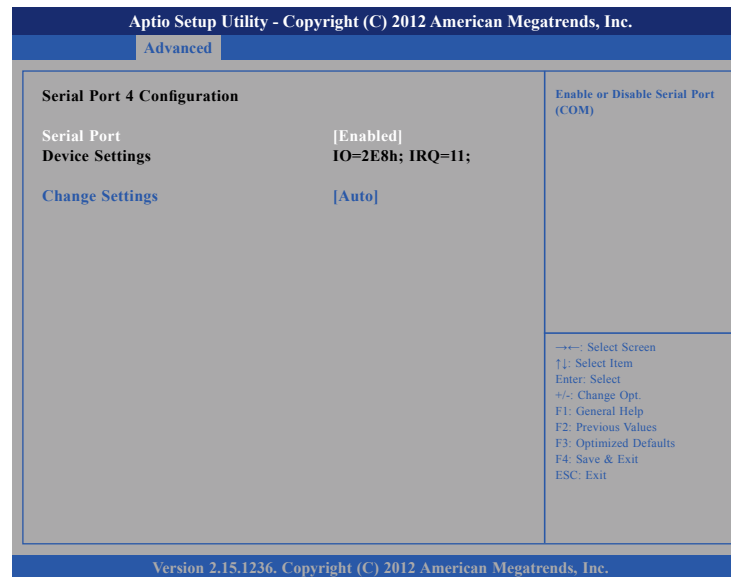 Aptio Setup Utility - Copyright (C) 2012 American Megatrends, Inc.
Advanced
Serial Port 4 Configuration
Serial Port [Enabled]
Device Settings IO=2E8h; IRQ=11;
Change Settings [Auto]
Enable or Disable Serial Port
(COM)
→←: Select Screen
↑↓: Select Item
Enter: Select
+/-: Change Opt.
F1: General Help
F2: Previous Values
F3: Optimized Defaults
F4: Save & Exit
ESC: Exit
Version 2.15.1236. Copyright (C) 2012 American Megatrends, Inc.